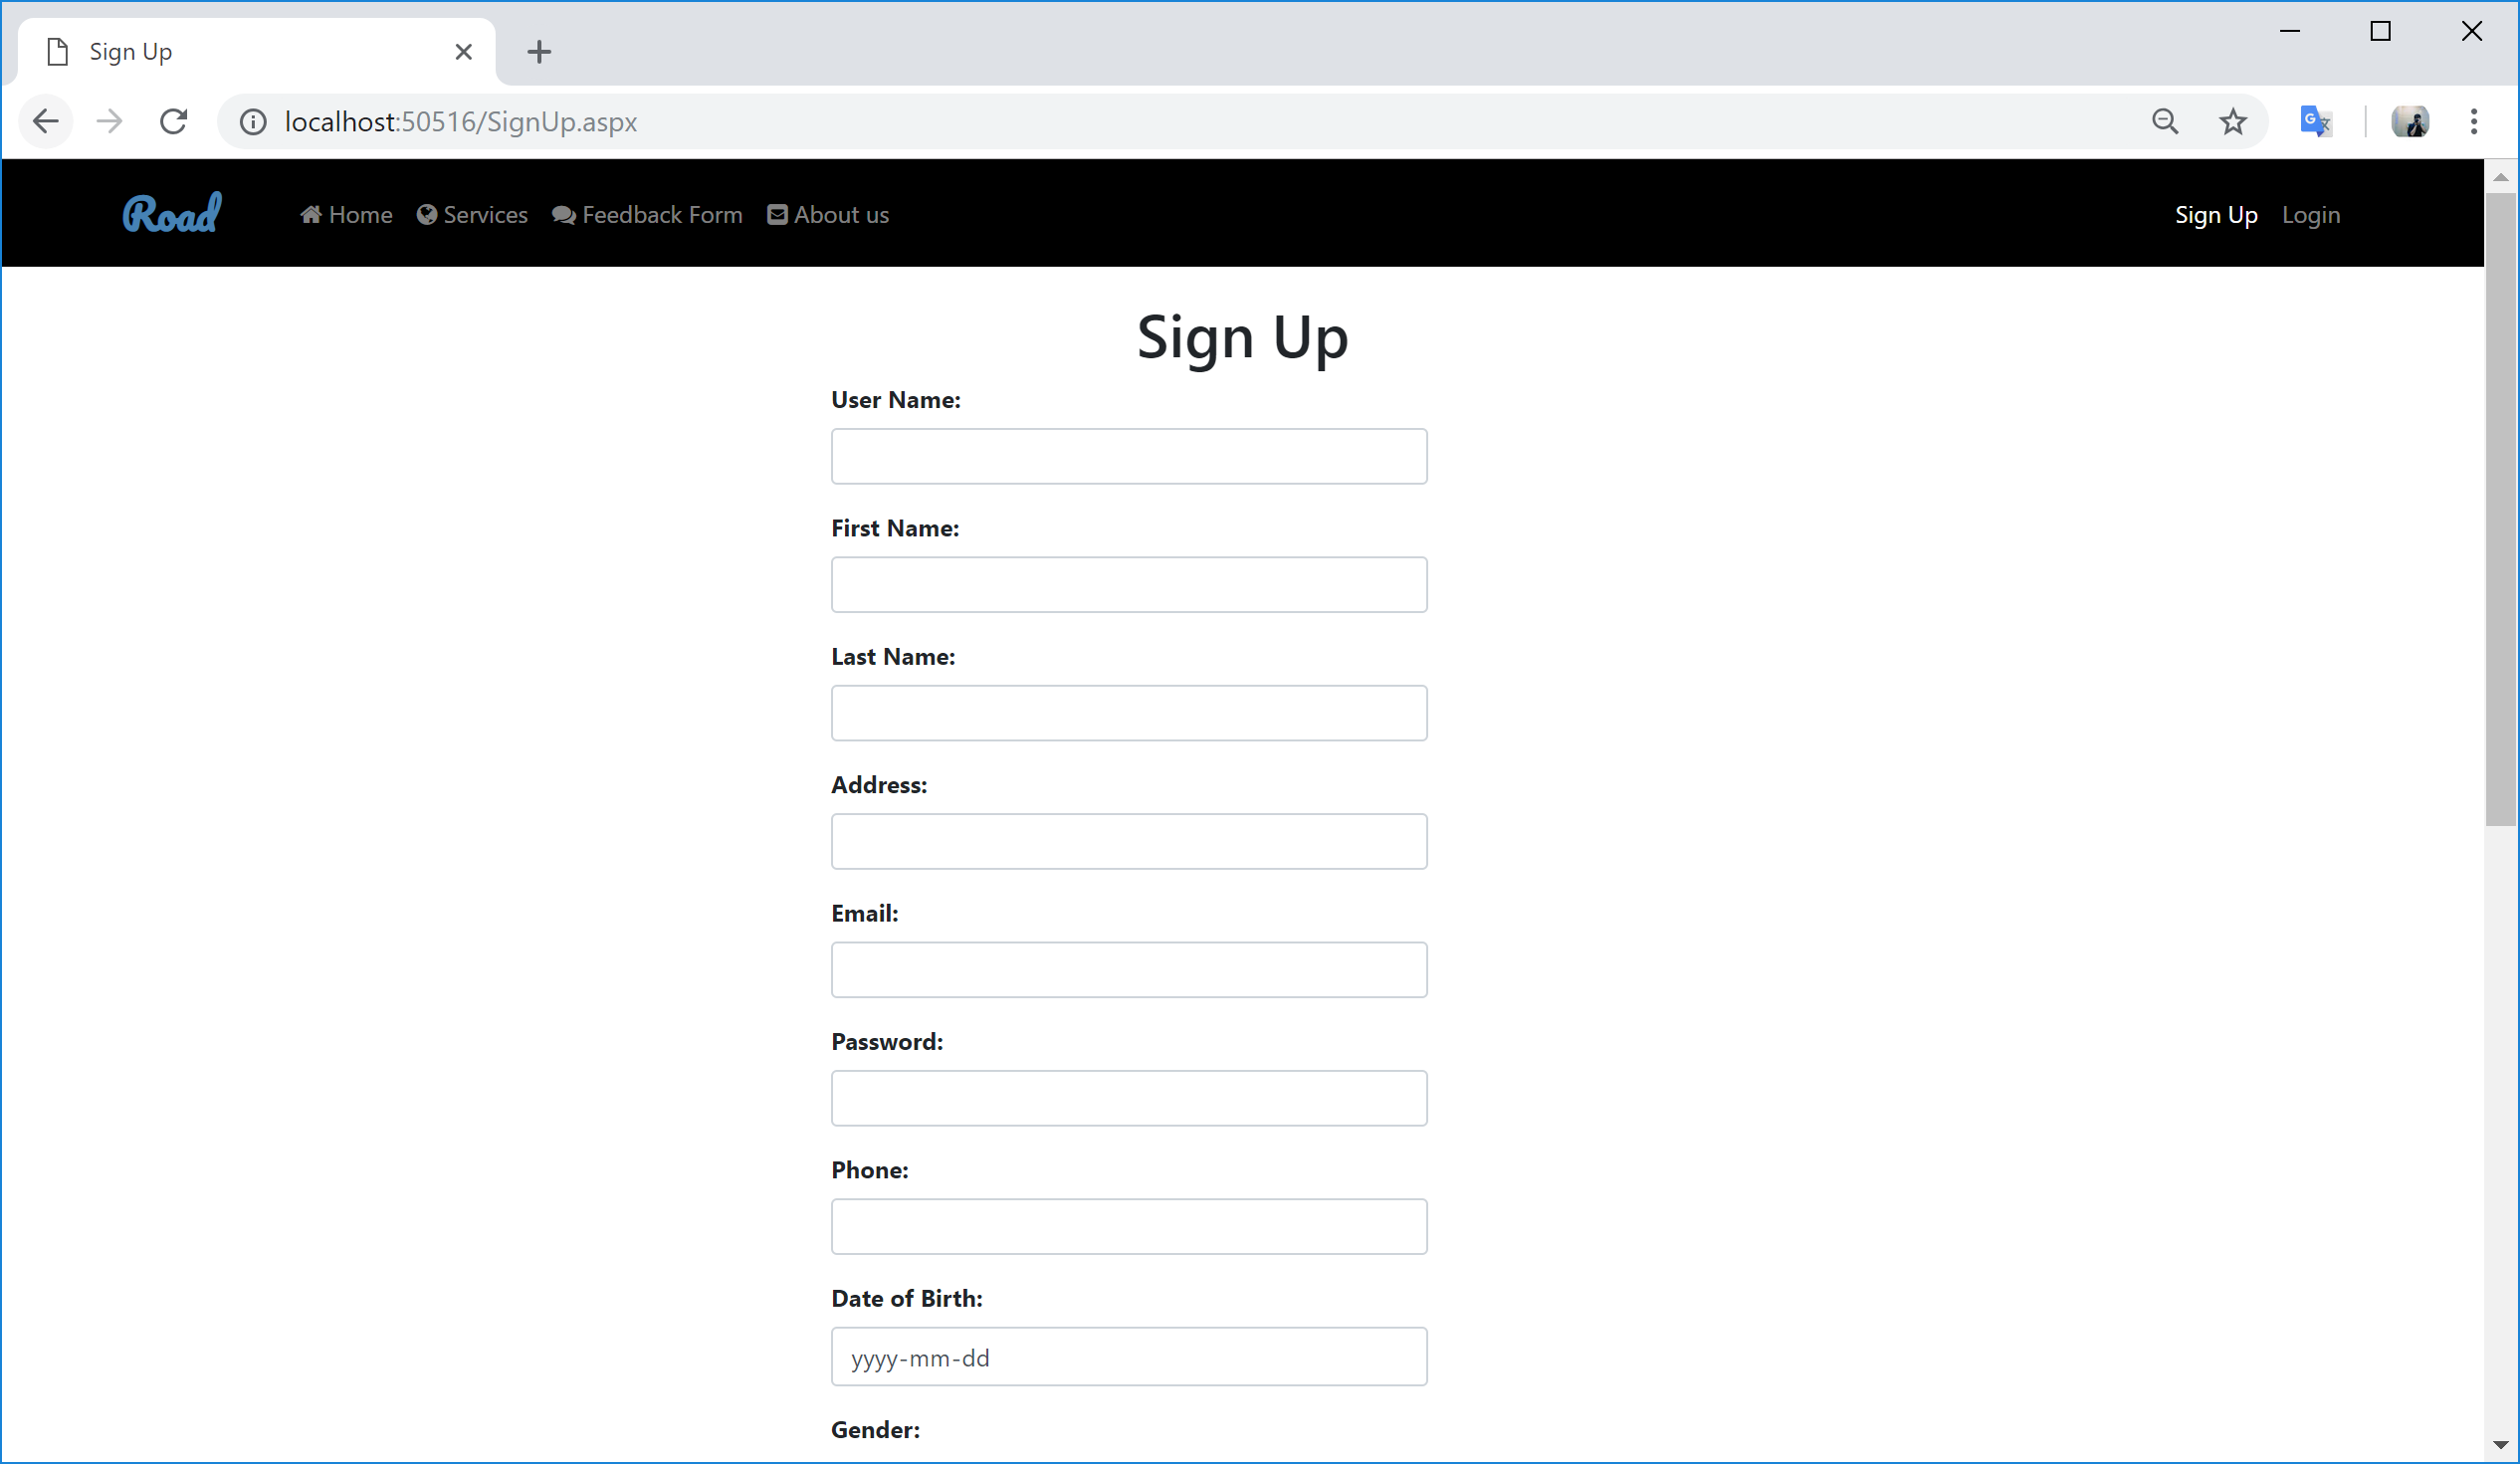 Sign Up
localhost:50516/SignUp.aspx
Road Home Services Feedback Form About us Sign Up Login
Sign Up
User Name:
First Name:
Last Name:
Address:
Email:
Password:
Phone:
Date of Birth:
yyyy-mm-dd
Gender: